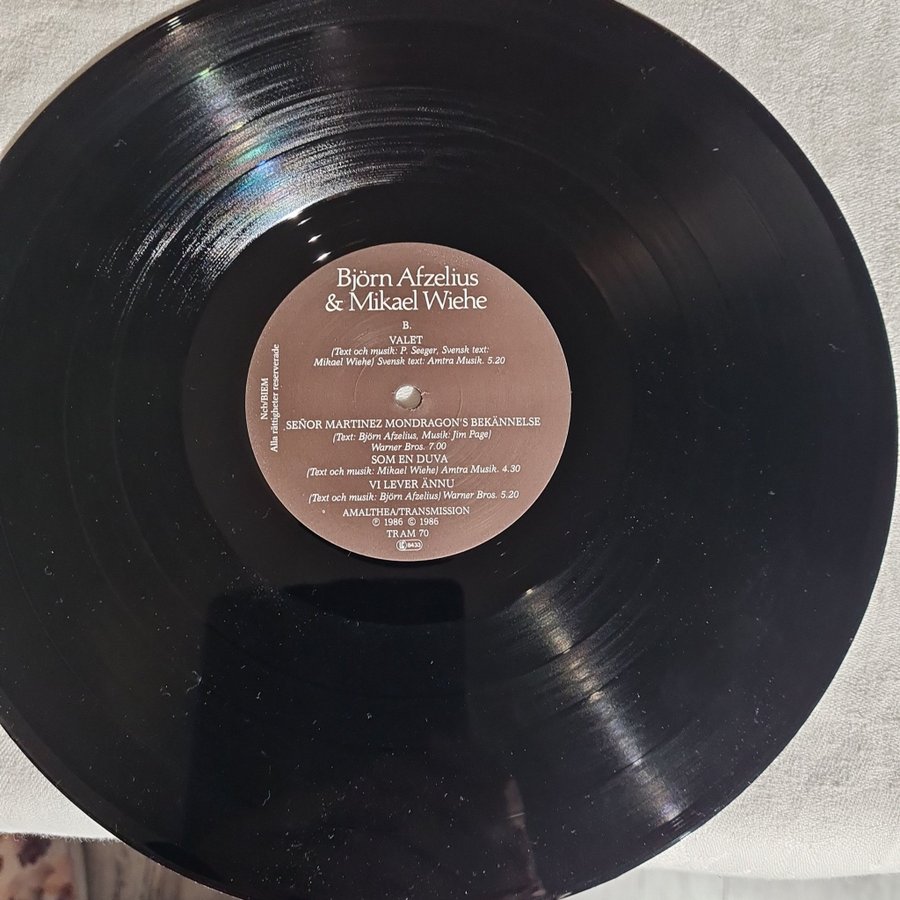 Björn Afzelius
& Mikael Wiehe
B.
VALET
(Text och musik: P. Seeger, Svensk text:
Mikael Wiehe) Svensk text: Amtra Musik. 5.20
Ncb/BIEM
Alla rättigheter reserverade
SEÑOR MARTINEZ MONDRAGON'S BEKÄNNELSE
(Text: Björn Afzelius, Musik: Jim Page)
Warner Bros. 7.00
SOM EN DUVA
(Text och musik: Mikael Wiehe) Amtra Musik. 4.30
VI LEVER ÄNNU
(Text och musik: Björn Afzelius) Warner Bros. 5.20
AMALTHEA/TRANSMISSION
℗ 1986 © 1986
TRAM 70